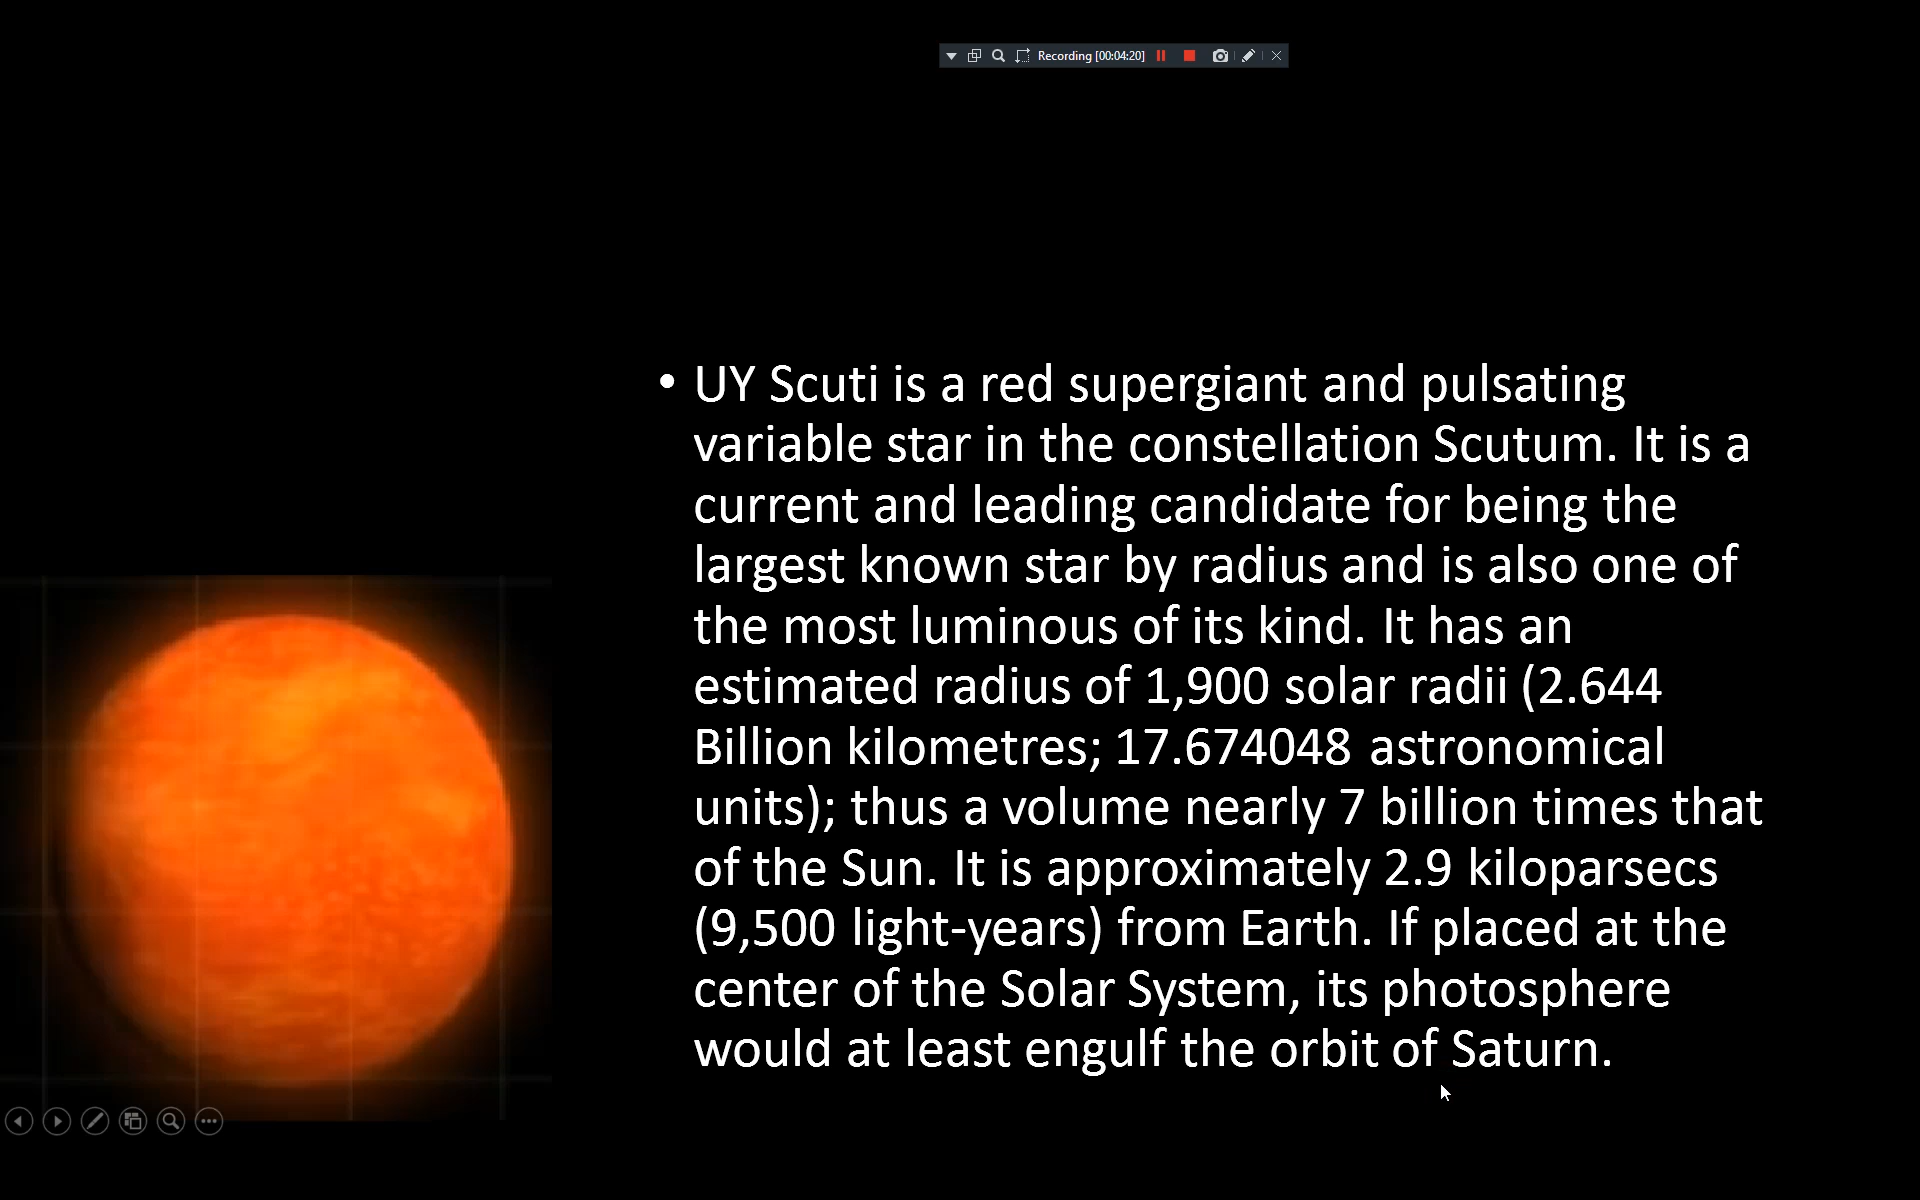 Recording [00:04:20]
• UY Scuti is a red supergiant and pulsating
variable star in the constellation Scutum. It is a
current and leading candidate for being the
largest known star by radius and is also one of
the most luminous of its kind. It has an
estimated radius of 1,900 solar radii (2.644
Billion kilometres; 17.674048 astronomical
units); thus a volume nearly 7 billion times that
of the Sun. It is approximately 2.9 kiloparsecs
(9,500 light-years) from Earth. If placed at the
center of the Solar System, its photosphere
would at least engulf the orbit of Saturn.